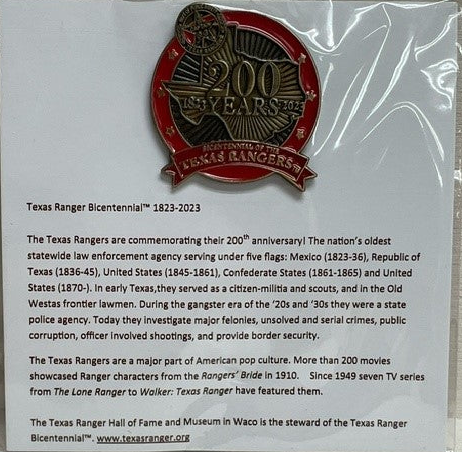 200
1823 YEARS 2023
BICENTENNIAL OF THE
TEXAS RANGERS
Texas Ranger Bicentennial™ 1823-2023
The Texas Rangers are commemorating their 200th anniversary! The nation's oldest
statewide law enforcement agency serving under five flags: Mexico (1823-36), Republic of
Texas (1836-45), United States (1845-1861), Confederate States (1861-1865) and United
States (1870-). In early Texas,they served as a citizen-militia and scouts, and in the Old
Westas frontier lawmen. During the gangster era of the '20s and '30s they were a state
police agency. Today they investigate major felonies, unsolved and serial crimes, public
corruption, officer involved shootings, and provide border security.
The Texas Rangers are a major part of American pop culture. More than 200 movies
showcased Ranger characters from the Rangers' Bride in 1910. Since 1949 seven TV series
from The Lone Ranger to Walker: Texas Ranger have featured them.
The Texas Ranger Hall of Fame and Museum in Waco is the steward of the Texas Ranger
Bicentennial™. www.texasranger.org